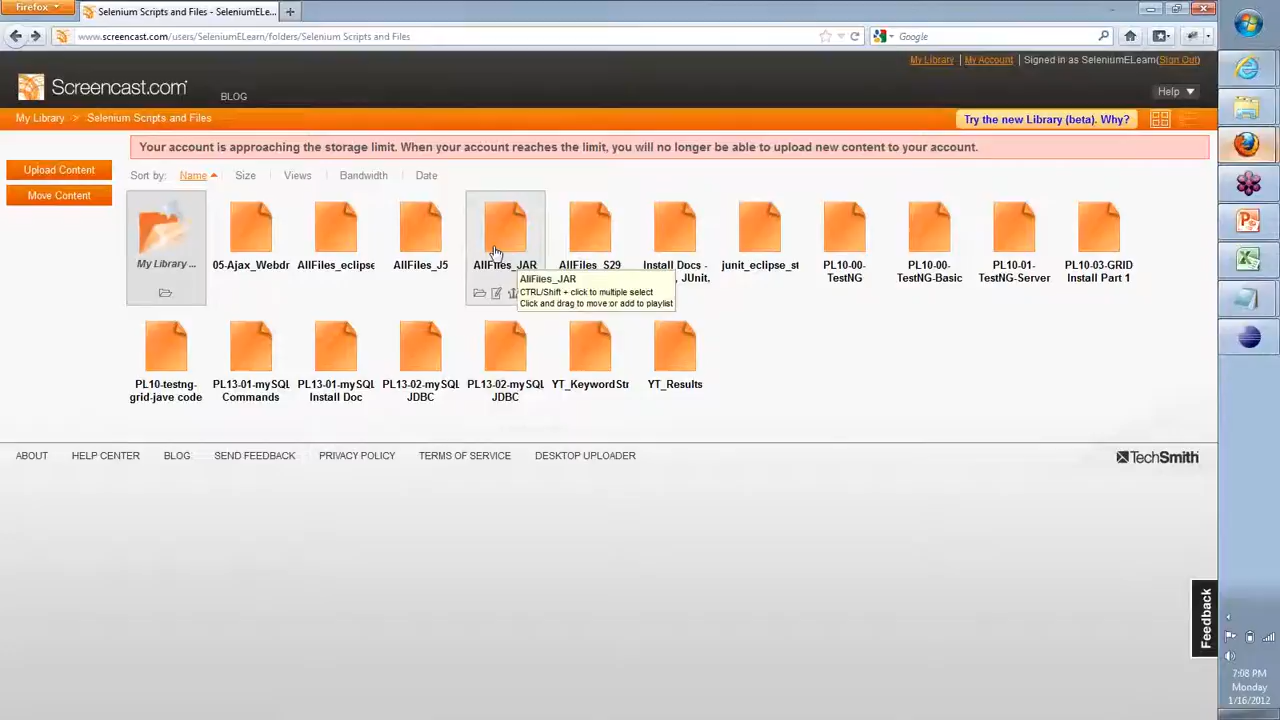 Firefox
Selenium Scripts and Files - SeleniumELe...
www.screencast.com/users/SeleniumELearn/folders/Selenium Scripts and Files
Google
My Library | My Account | Signed in as SeleniumELearn(Sign Out)
Screencast.com
BLOG
Help
My Library > Selenium Scripts and Files
Try the new Library (beta). Why?
Your account is approaching the storage limit. When your account reaches the limit, you will no longer be able to upload new content to your account.
Upload Content
Move Content
Sort by: Name Size Views Bandwidth Date
My Library ...
05-Ajax_Webdr
AllFiles_eclipse
AllFiles_J5
AllFiles_JAR
AllFiles_S29
Install Docs -
, JUnit,
junit_eclipse_st
PL10-00-
TestNG
PL10-00-
TestNG-Basic
PL10-01-
TestNG-Server
PL10-03-GRID
Install Part 1
AllFiles_JAR
CTRL/Shift + click to multiple select
Click and drag to move or add to playlist
PL10-testng-
grid-jave code
PL13-01-mySQL
Commands
PL13-01-mySQL
Install Doc
PL13-02-mySQL
JDBC
PL13-02-mySQL
JDBC
YT_KeywordStr
YT_Results
ABOUT HELP CENTER BLOG SEND FEEDBACK PRIVACY POLICY TERMS OF SERVICE DESKTOP UPLOADER
TechSmith
Feedback
7:08 PM
Monday
1/16/2012